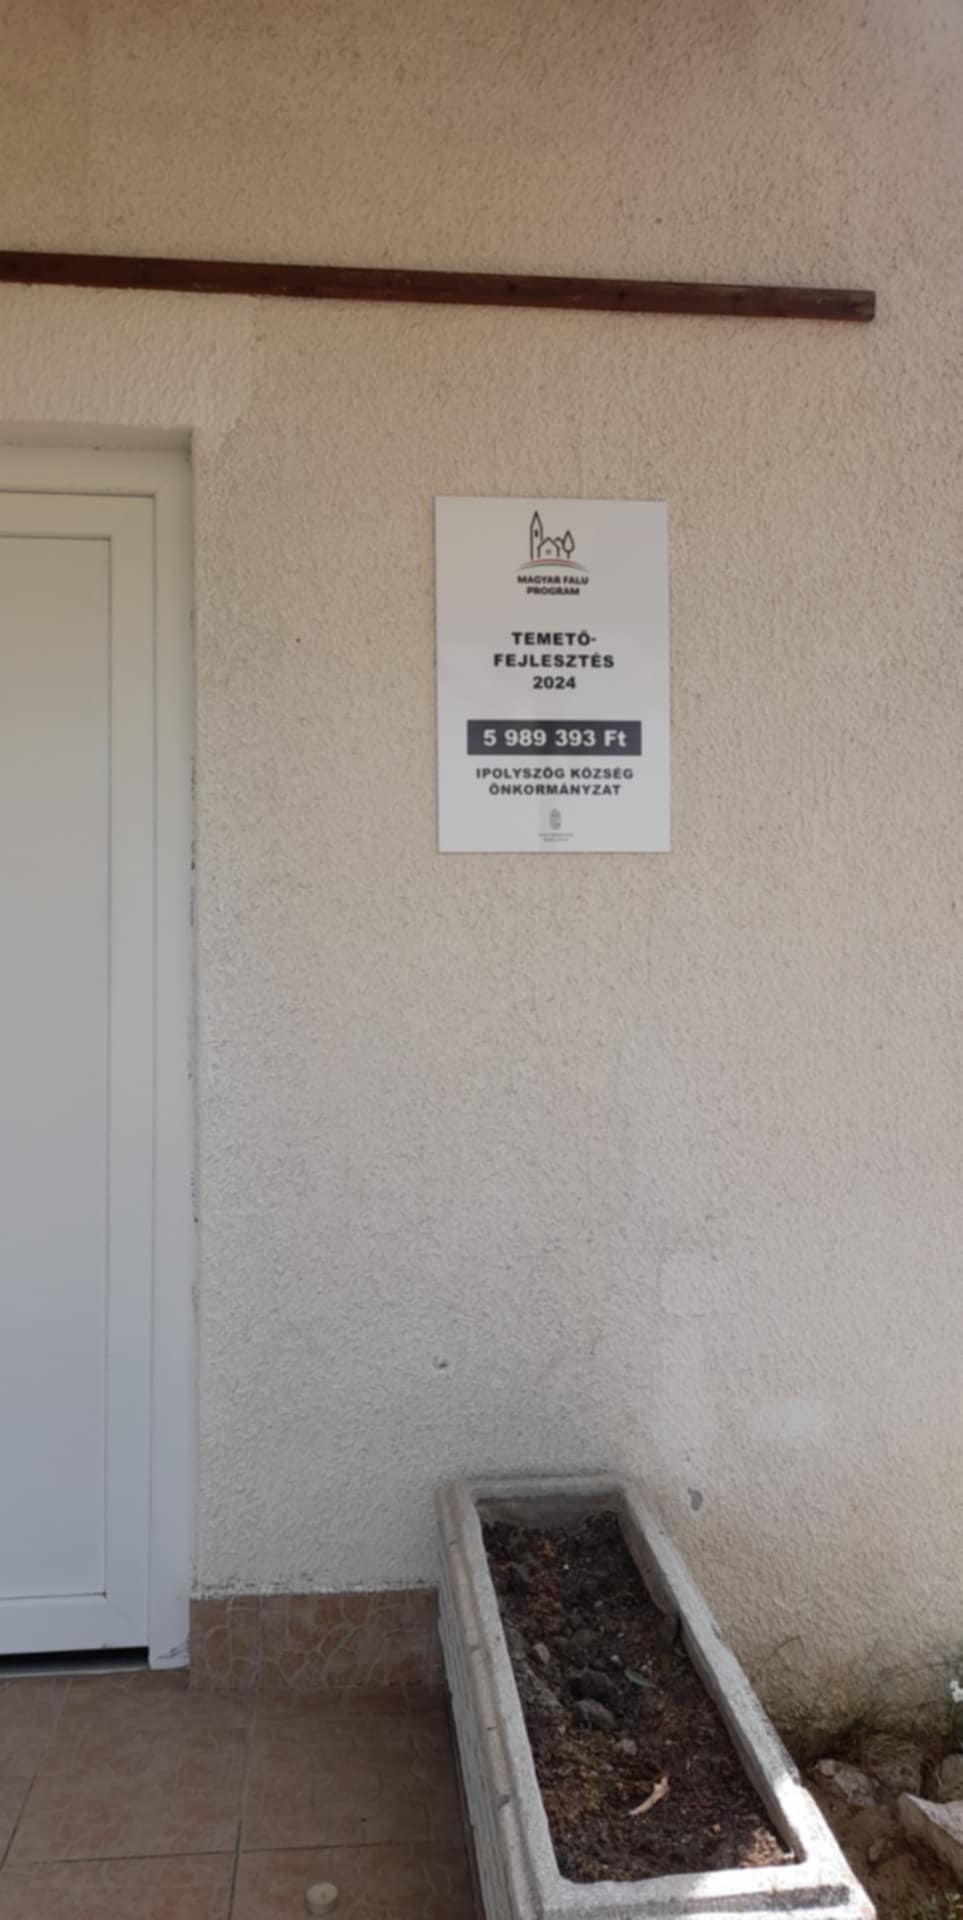 MAGYAR FALU
PROGRAM
TEMETŐ-
FEJLESZTÉS
2024
5 989 393 Ft
IPOLYSZÖG KÖZSÉG
ÖNKORMÁNYZAT